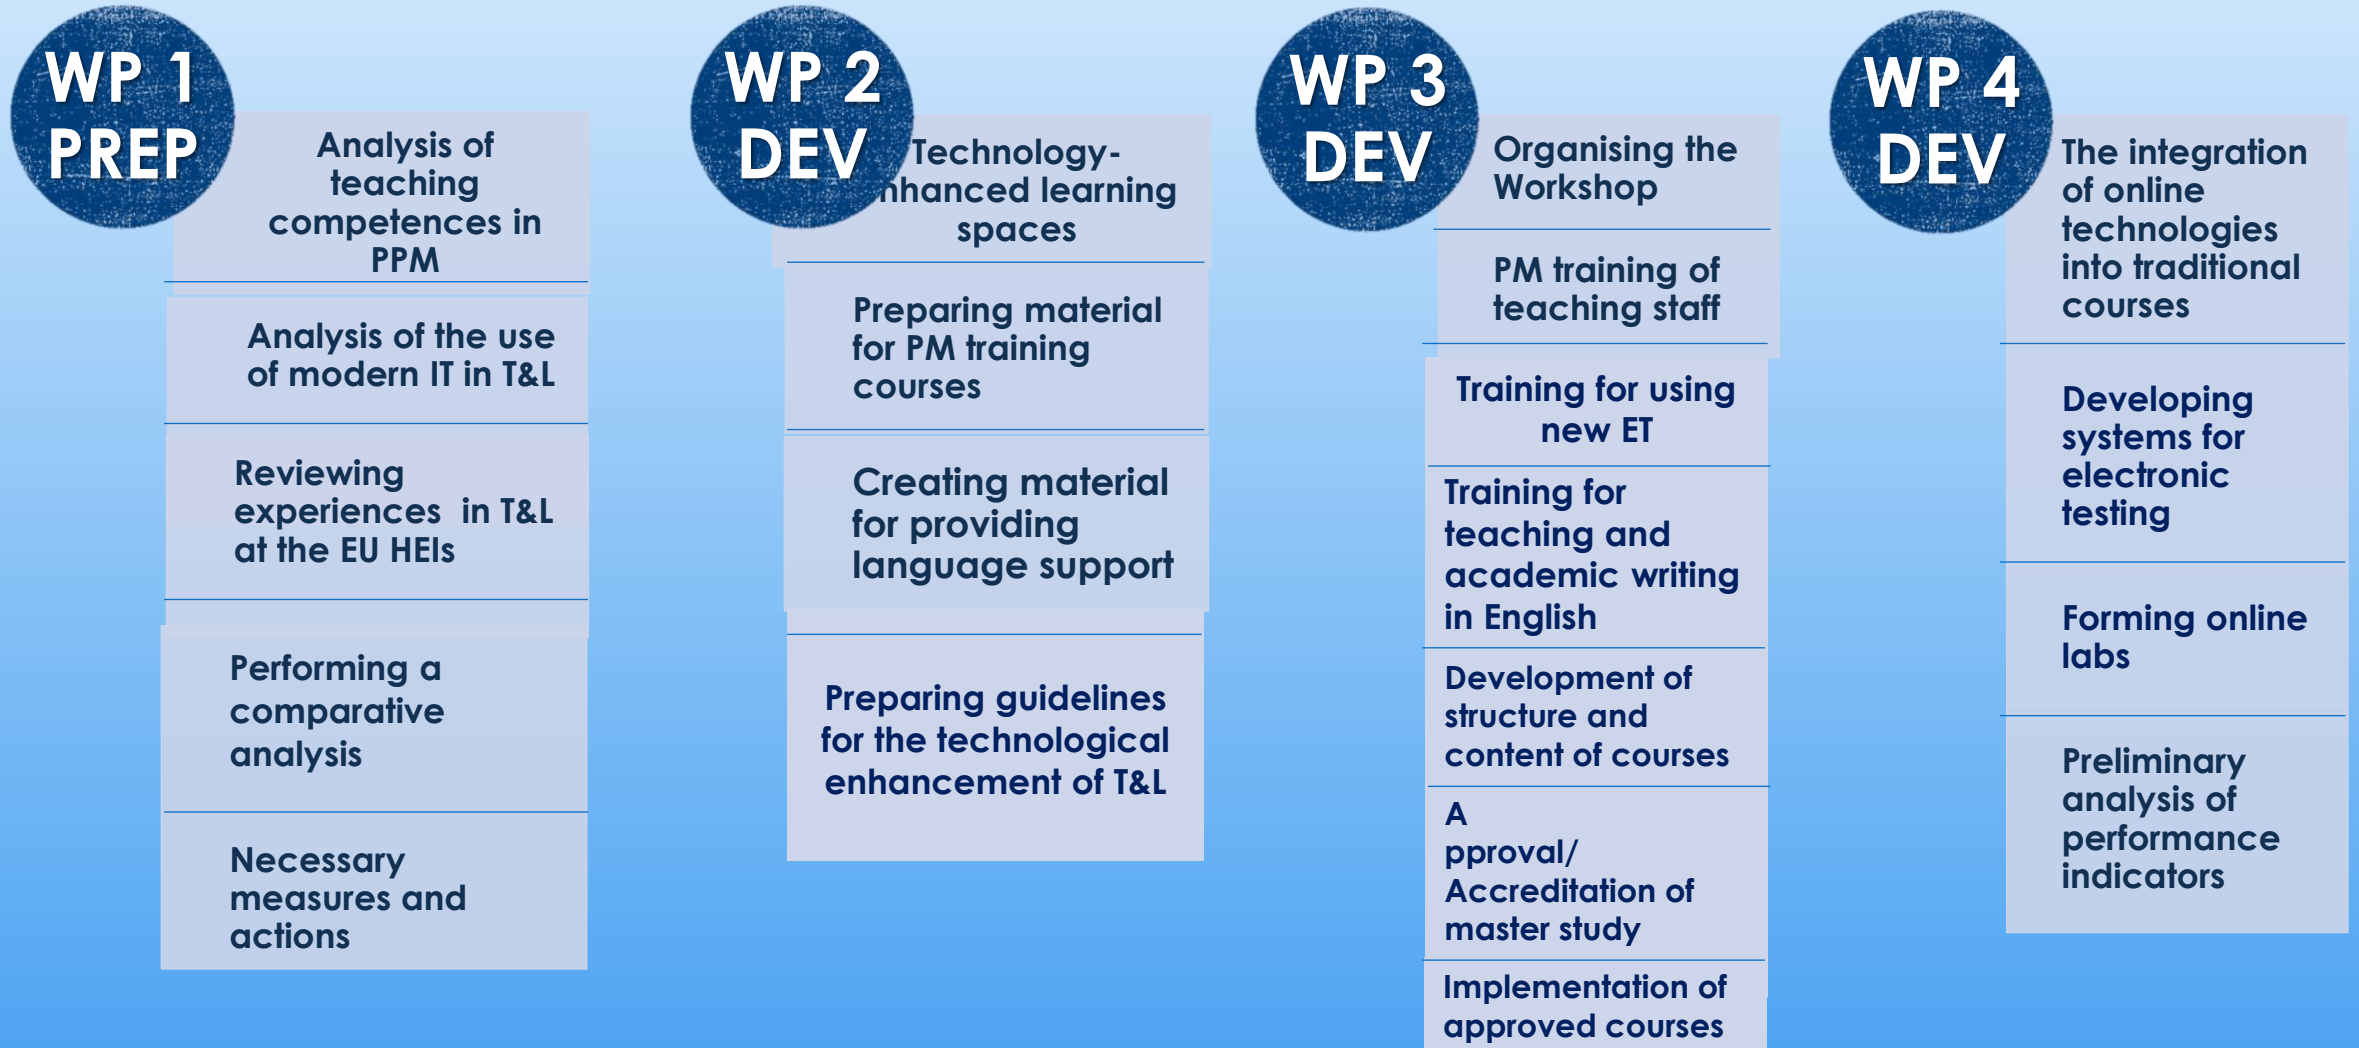 WP 1
PREP
Analysis of
teaching
competences in
PPM
Analysis of the use
of modern IT in T&L
Reviewing
experiences in T&L
at the EU HEIs
Performing a
comparative
analysis
Necessary
measures and
actions
WP 2
DEV
Technology-
nhanced learning
spaces
Preparing material
for PM training
courses
Creating material
for providing
language support
Preparing guidelines
for the technological
enhancement of T&L
WP 3
DEV
Organising the
Workshop
PM training of
teaching staff
Training for using
new ET
Training for
teaching and
academic writing
in English
Development of
structure and
content of courses
A
pproval/
Accreditation of
master study
Implementation of
approved courses
WP 4
DEV
The integration
of online
technologies
into traditional
courses
Developing
systems for
electronic
testing
Forming online
labs
Preliminary
analysis of
performance
indicators